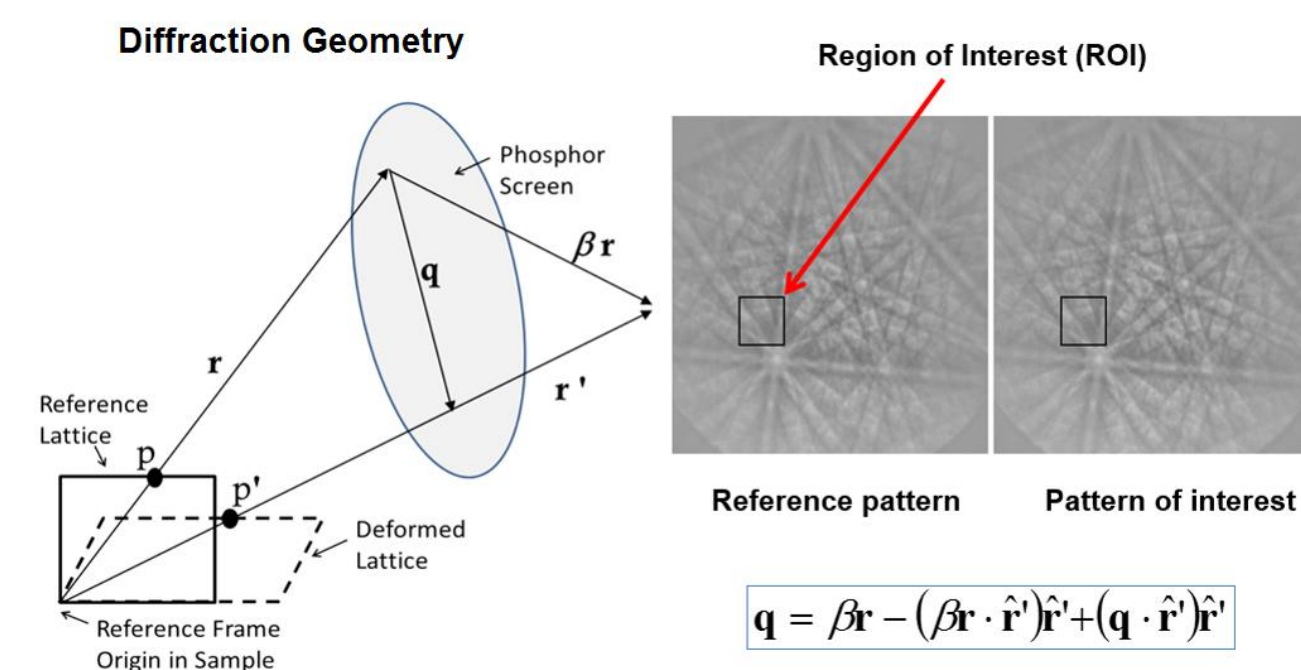 Diffraction Geometry
Phosphor
Screen
β r
q
r
r '
Reference
Lattice
p
p'
Deformed
Lattice
Reference Frame
Origin in Sample
Region of Interest (ROI)
Reference pattern
Pattern of interest
q = βr − (βr · r̂')r̂'+(q · r̂')r̂'